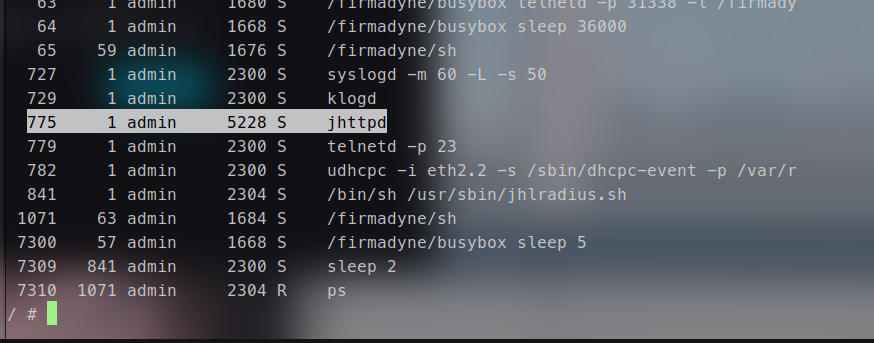 63 1 admin 1680 S /firmadyne/busybox telnetd -p 31338 -l /firmady
64 1 admin 1668 S /firmadyne/busybox sleep 36000
65 59 admin 1676 S /firmadyne/sh
727 1 admin 2300 S syslogd -m 60 -L -s 50
729 1 admin 2300 S klogd
775 1 admin 5228 S jhttpd
779 1 admin 2300 S telnetd -p 23
782 1 admin 2300 S udhcpc -i eth2.2 -s /sbin/dhcpc-event -p /var/r
841 1 admin 2304 S /bin/sh /usr/sbin/jhlradius.sh
1071 63 admin 1684 S /firmadyne/sh
7300 57 admin 1668 S /firmadyne/busybox sleep 5
7309 841 admin 2300 S sleep 2
7310 1071 admin 2304 R ps
/ #